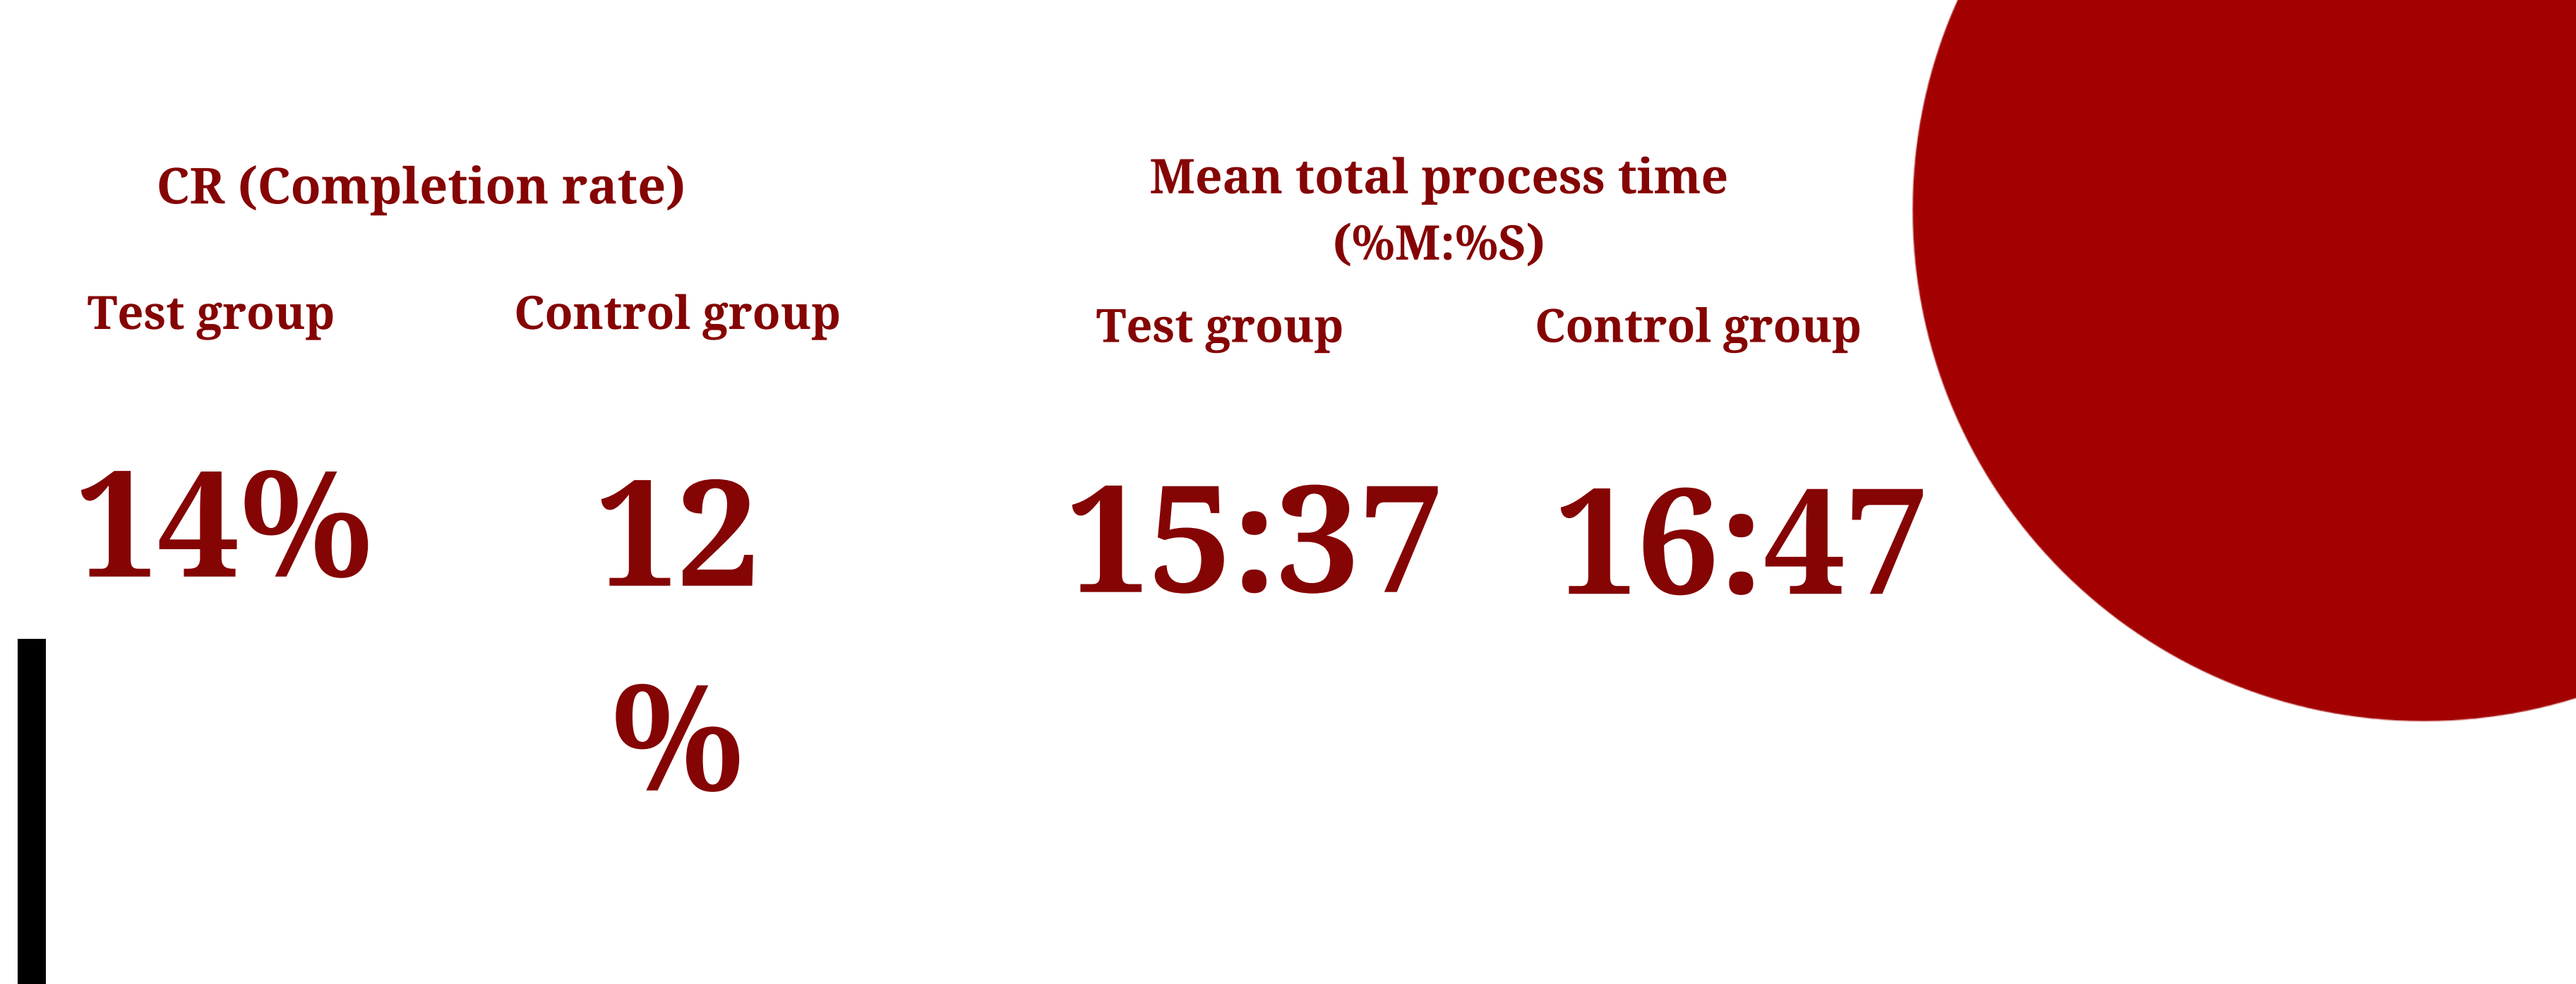 CR (Completion rate)
Test group
Control group
14%
12
%
Mean total process time
(%M:%S)
Test group
Control group
15:37
16:47